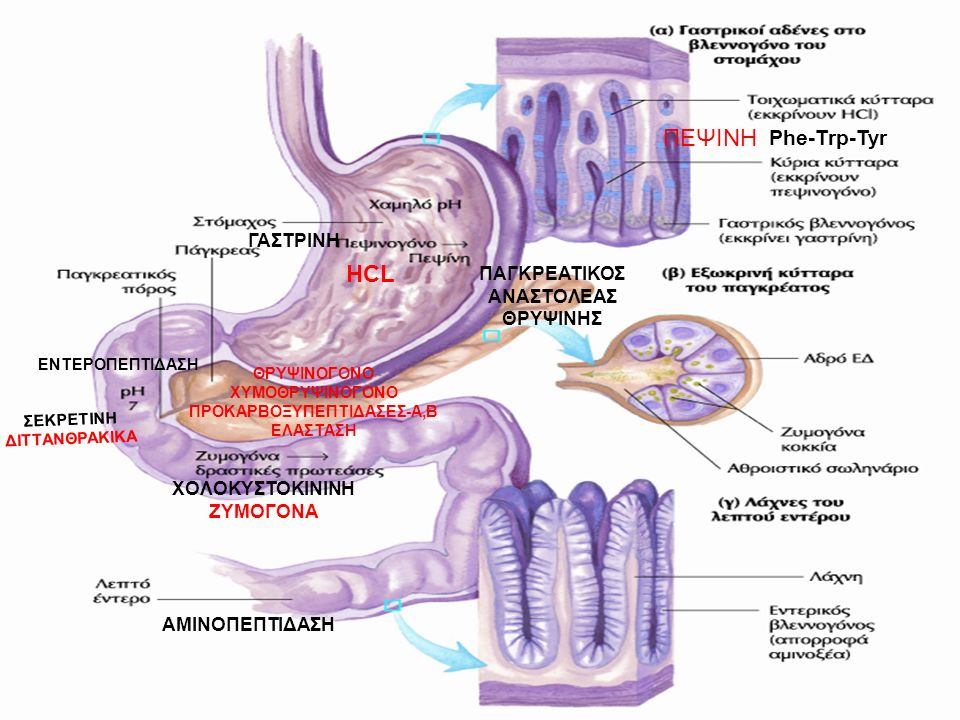 (α) Γαστρικοί αδένες στο
βλεννογόνο του
στομάχου
Τοιχωματικά κύτταρα
(εκκρίνουν HCl)
ΠΕΨΙΝΗ Phe-Trp-Tyr
Κύρια κύτταρα
(εκκρίνουν
πεψινογόνο)
Γαστρικός βλεννογόνος
(εκκρίνει γαστρίνη)
Χαμηλό pH
Στόμαχος
ΓΑΣΤΡΙΝΗ
Πεψινογόνο →
Πεψίνη
Πάγκρεας
HCL
Παγκρεατικός
πόρος
ΠΑΓΚΡΕΑΤΙΚΟΣ
ΑΝΑΣΤΟΛΕΑΣ
ΘΡΥΨΙΝΗΣ
(β) Εξωκρινή κύτταρα
του παγκρέατος
Αδρό ΕΔ
Ζυμογόνα
κοκκία
Αθροιστικό σωληνάριο
ΕΝΤΕΡΟΠΕΠΤΙΔΑΣΗ
pH
7
ΘΡΥΨΙΝΟΓΟΝΟ
ΧΥΜΟΘΡΥΨΙΝΟΓΟΝΟ
ΠΡΟΚΑΡΒΟΞΥΠΕΠΤΙΔΑΣΕΣ-Α,Β
ΕΛΑΣΤΑΣΗ
ΣΕΚΡΕΤΙΝΗ
ΔΙΤΤΑΝΘΡΑΚΙΚΑ
Ζυμογόνα →
δραστικές πρωτεάσες
ΧΟΛΟΚΥΣΤΟΚΙΝΙΝΗ
ΖΥΜΟΓΟΝΑ
(γ) Λάχνες του
λεπτού εντέρου
Λάχνη
Εντερικός
βλεννογόνος
(απορροφά
αμινοξέα)
Λεπτό
έντερο
ΑΜΙΝΟΠΕΠΤΙΔΑΣΗ